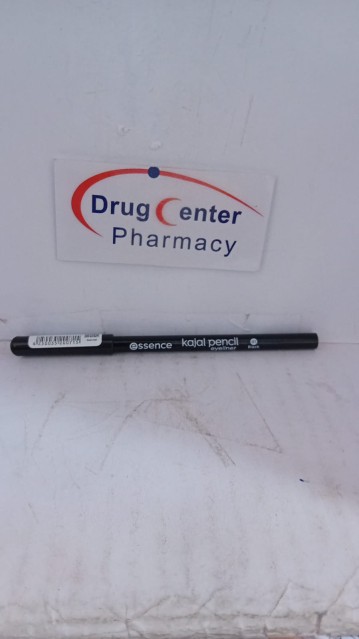 Drug Center
Pharmacy
essence kajal pencil
eyeliner